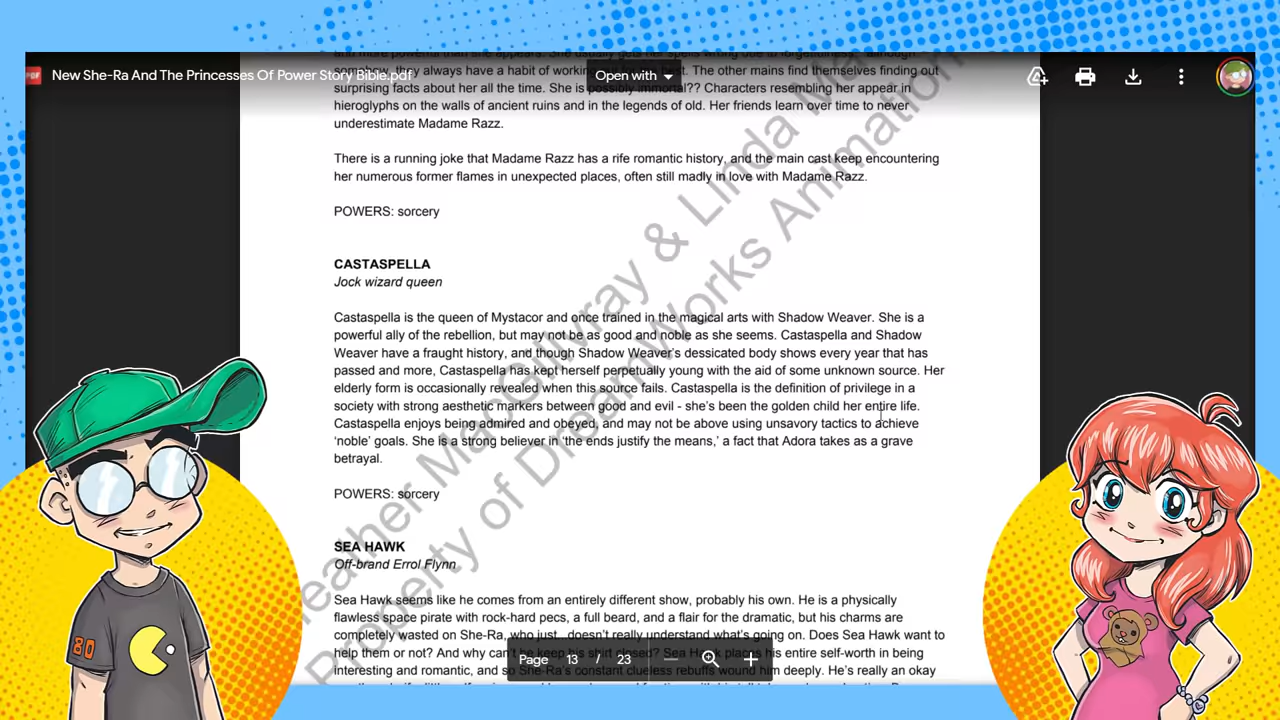 New She-Ra And The Princesses Of Power Story Bible.pdf
Open with
somehow, they always have a habit of working best. The other mains find themselves finding out
surprising facts about her all the time. She is possibly immortal?? Characters resembling her appear in
hieroglyphs on the walls of ancient ruins and in the legends of old. Her friends learn over time to never
underestimate Madame Razz.
There is a running joke that Madame Razz has a rife romantic history, and the main cast keep encountering
her numerous former flames in unexpected places, often still madly in love with Madame Razz.
POWERS: sorcery
CASTASPELLA
Jock wizard queen
Castaspella is the queen of Mystacor and once trained in the magical arts with Shadow Weaver. She is a
powerful ally of the rebellion, but may not be as good and noble as she seems. Castaspella and Shadow
Weaver have a fraught history, and though Shadow Weaver's dessicated body shows every year that has
passed and more, Castaspella has kept herself perpetually young with the aid of some unknown source. Her
elderly form is occasionally revealed when this source fails. Castaspella is the definition of privilege in a
society with strong aesthetic markers between good and evil - she's been the golden child her entire life.
Castaspella enjoys being admired and obeyed, and may not be above using unsavory tactics to achieve
'noble' goals. She is a strong believer in 'the ends justify the means,' a fact that Adora takes as a grave
betrayal.
POWERS: sorcery
SEA HAWK
Off-brand Errol Flynn
Sea Hawk seems like he comes from an entirely different show, probably his own. He is a physically
flawless space pirate with rock-hard pecs, a full beard, and a flair for the dramatic, but his charms are
completely wasted on She-Ra, who just...doesn't really understand what's going on. Does Sea Hawk want to
help them or not? And why can't he keep his shirt closed? Sea Hawk places his entire self-worth in being
interesting and romantic, and so She-Ra's constant clueless rebuffs wound him deeply. He's really an okay
Page 13 / 23
eather MacGillvray & Linda M
Property of DreamWorks Animation
80